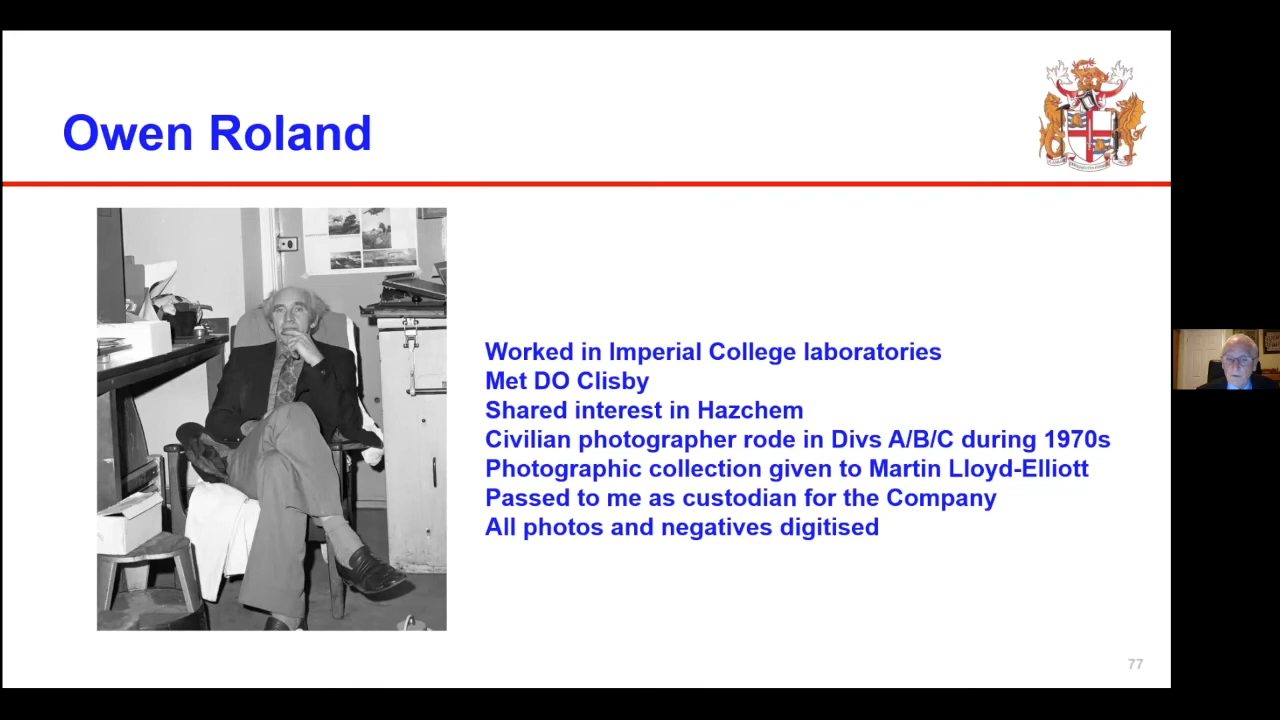 Owen Roland
Worked in Imperial College laboratories
Met DO Clisby
Shared interest in Hazchem
Civilian photographer rode in Divs A/B/C during 1970s
Photographic collection given to Martin Lloyd-Elliott
Passed to me as custodian for the Company
All photos and negatives digitised
77